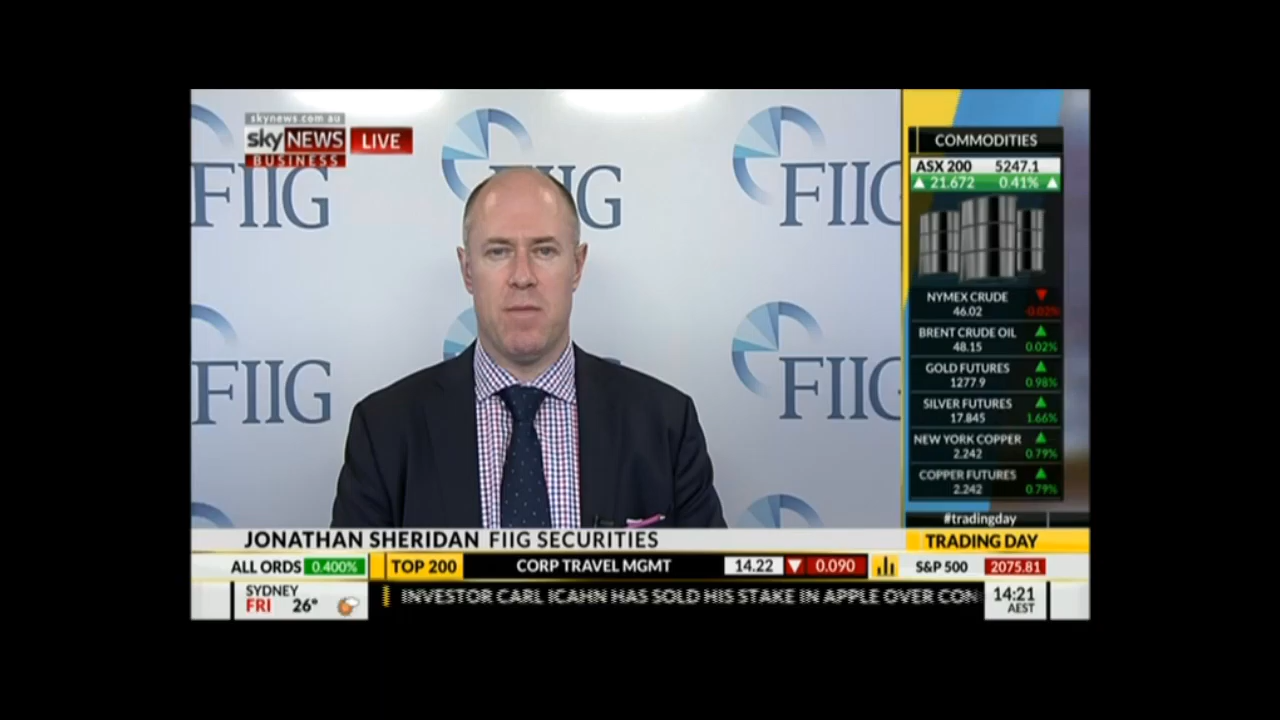 skynews.com.au
sky NEWS
BUSINESS
LIVE
FIIG
FIIG
FIIG
FIIG
FIIG
FIIG
COMMODITIES
ASX 200 5247.1
21.672 0.41%
NYMEX CRUDE
46.02 -0.02%
BRENT CRUDE OIL
48.15 0.02%
GOLD FUTURES
1277.9 0.98%
SILVER FUTURES
17.845 1.66%
NEW YORK COPPER
2.242 0.79%
COPPER FUTURES
2.242 0.79%
#tradingday
JONATHAN SHERIDAN FIIG SECURITIES
TRADING DAY
ALL ORDS 0.400% TOP 200 CORP TRAVEL MGMT 14.22 0.090 S&P 500 2075.81
SYDNEY
FRI 26°
INVESTOR CARL ICAHN HAS SOLD HIS STAKE IN APPLE OVER CON
14:21
AEST